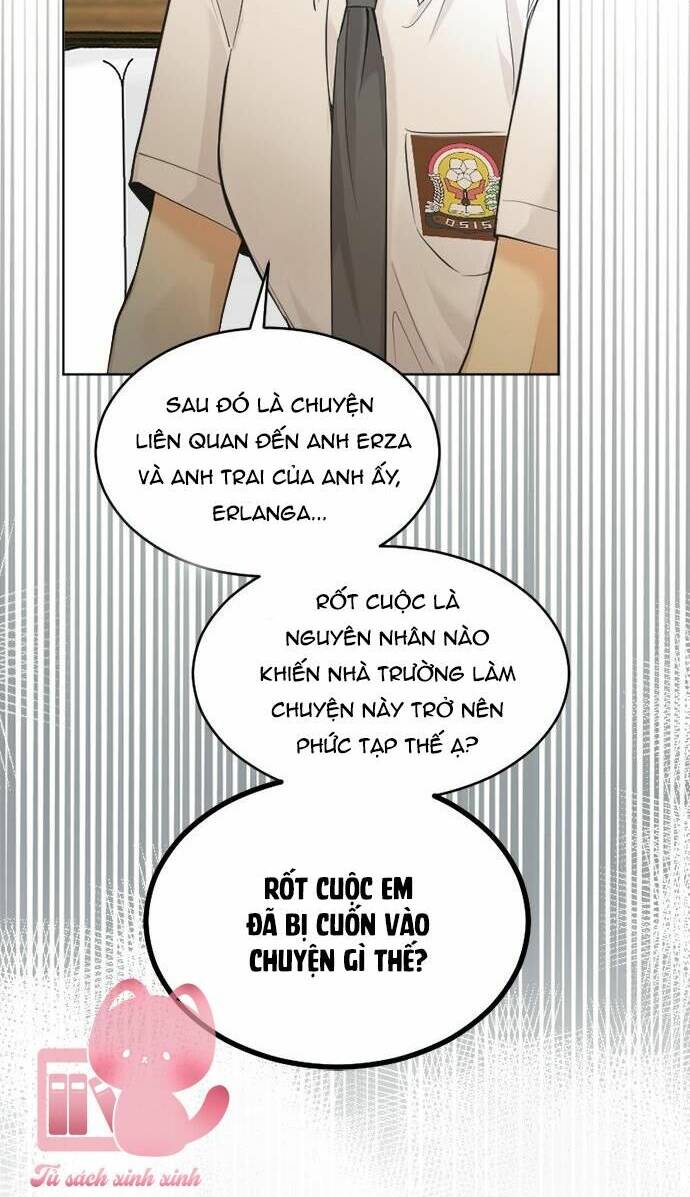 OSIS
SAU ĐÓ LÀ CHUYỆN
LIÊN QUAN ĐẾN ANH ERZA
VÀ ANH TRAI CỦA ANH ẤY,
ERLANGA...
RỐT CUỘC LÀ
NGUYÊN NHÂN NÀO
KHIẾN NHÀ TRƯỜNG LÀM
CHUYỆN NÀY TRỞ NÊN
PHỨC TẠP THẾ Ạ?
RỐT CUỘC EM
ĐÃ BỊ CUỐN VÀO
CHUYỆN GÌ THẾ?
Tủ sách xinh xinh